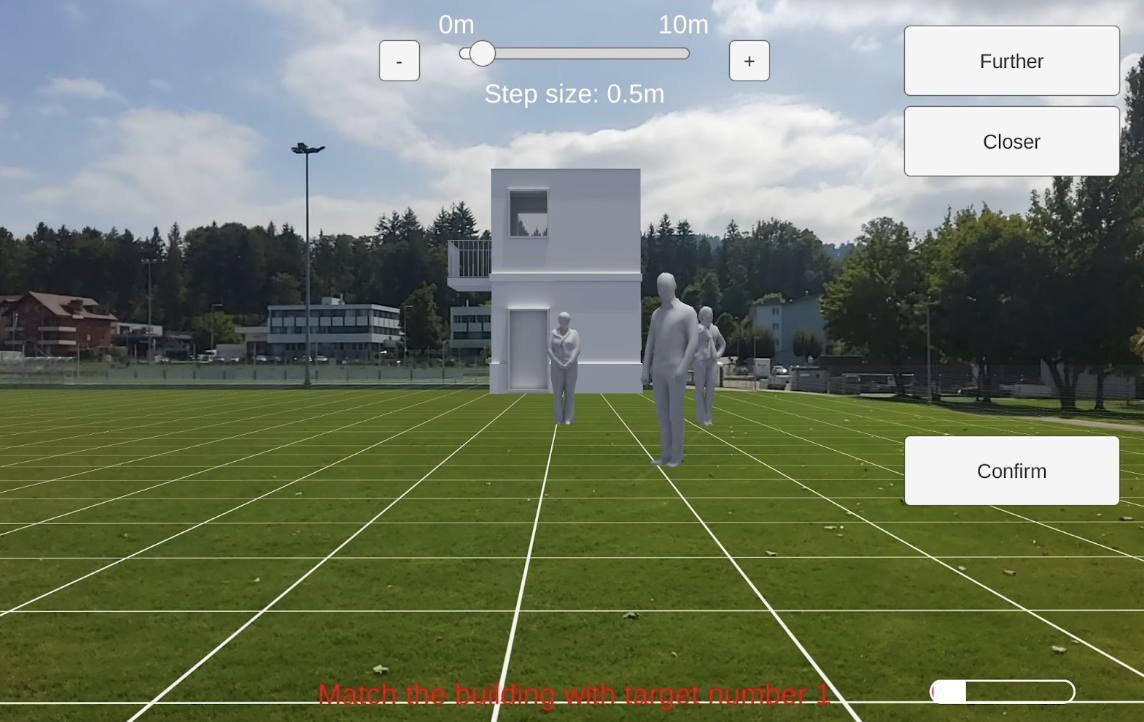 0m 10m
- +
Step size: 0.5m
Further
Closer
Confirm
Match the building with target number 1